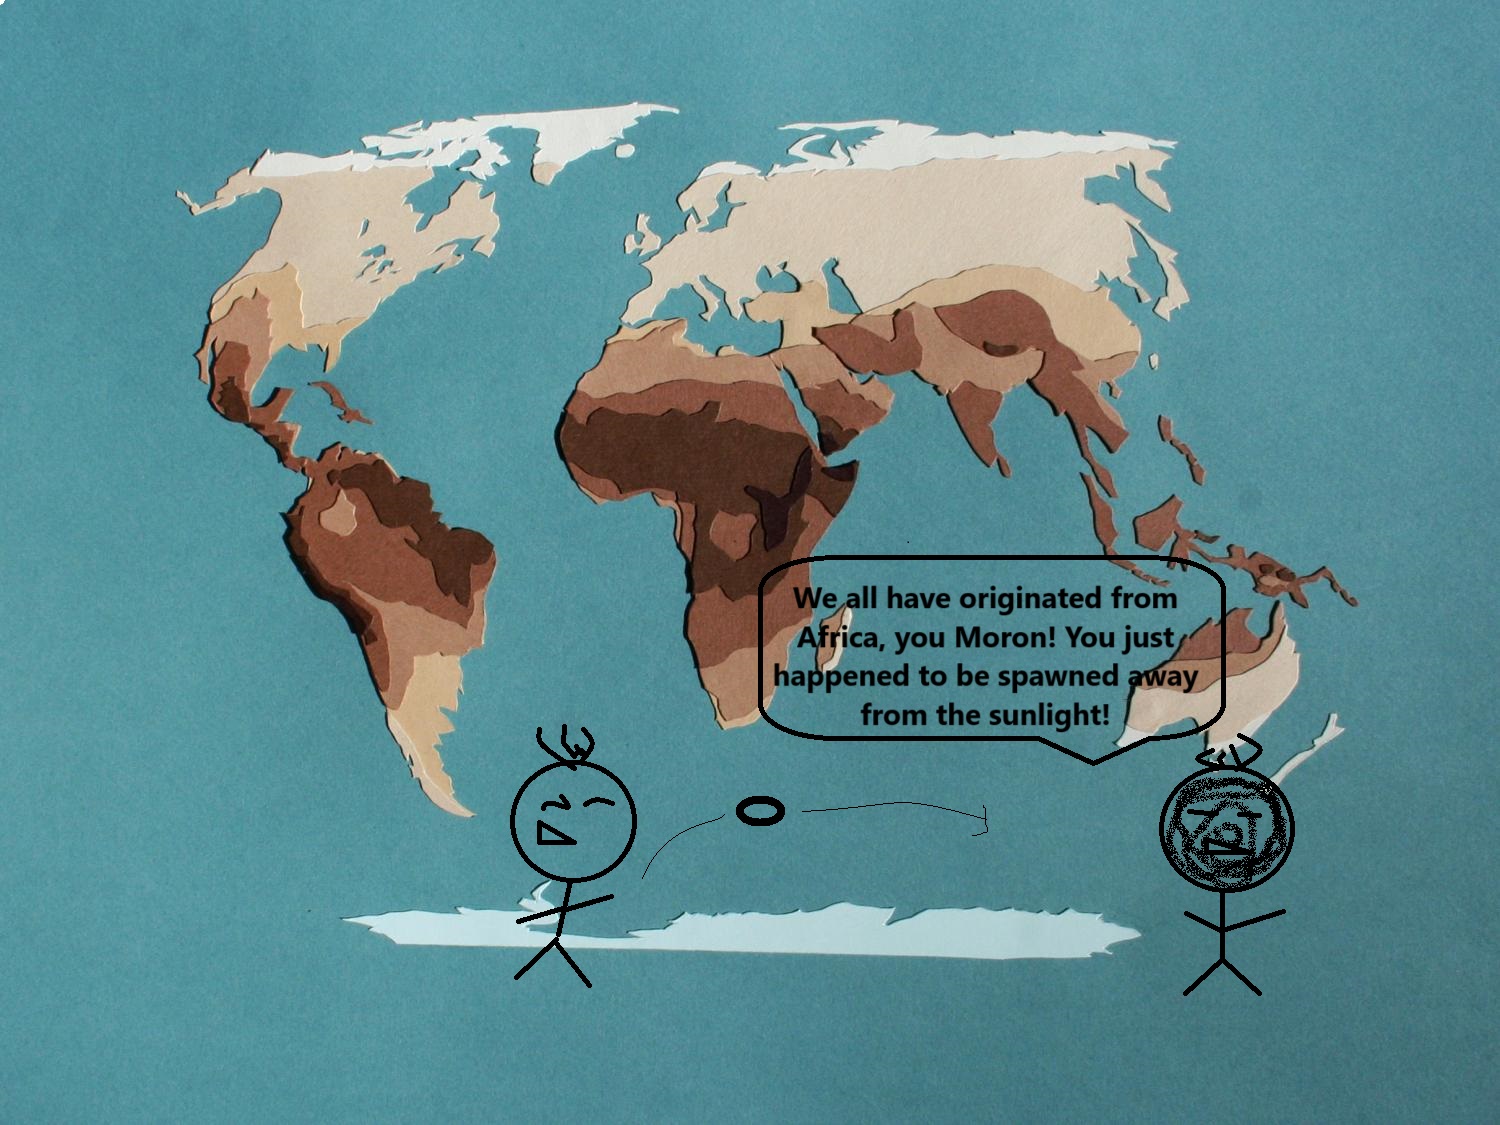 We all have originated from
Africa, you Moron! You just
happened to be spawned away
from the sunlight!